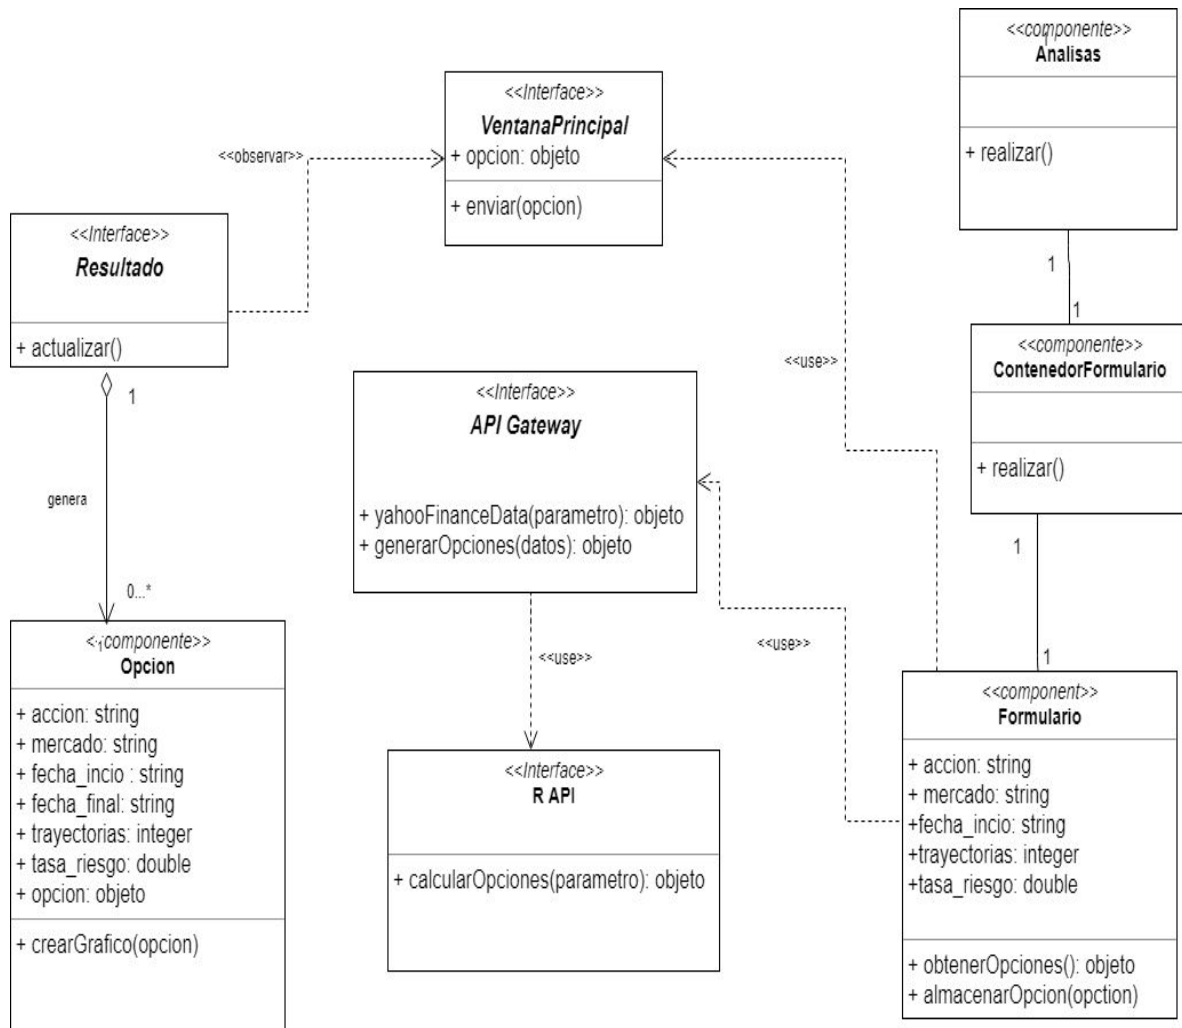 <<componente>>
Analisas
+ realizar()
<<Interface>>
VentanaPrincipal
+ opcion: objeto
+ enviar(opcion)
<<observar>>
<<Interface>>
Resultado
+ actualizar()
1
genera
0...*
<<componente>>
Opcion
+ accion: string
+ mercado: string
+ fecha_incio : string
+ fecha_final: string
+ trayectorias: integer
+ tasa_riesgo: double
+ opcion: objeto
+ crearGrafico(opcion)
<<Interface>>
API Gateway
+ yahooFinanceData(parametro): objeto
+ generarOpciones(datos): objeto
<<use>>
<<use>>
<<use>>
<<Interface>>
R API
+ calcularOpciones(parametro): objeto
1
1
<<componente>>
ContenedorFormulario
+ realizar()
1
1
<<component>>
Formulario
+ accion: string
+ mercado: string
+fecha_incio: string
+trayectorias: integer
+tasa_riesgo: double
+ obtenerOpciones(): objeto
+ almacenarOpcion(opction)